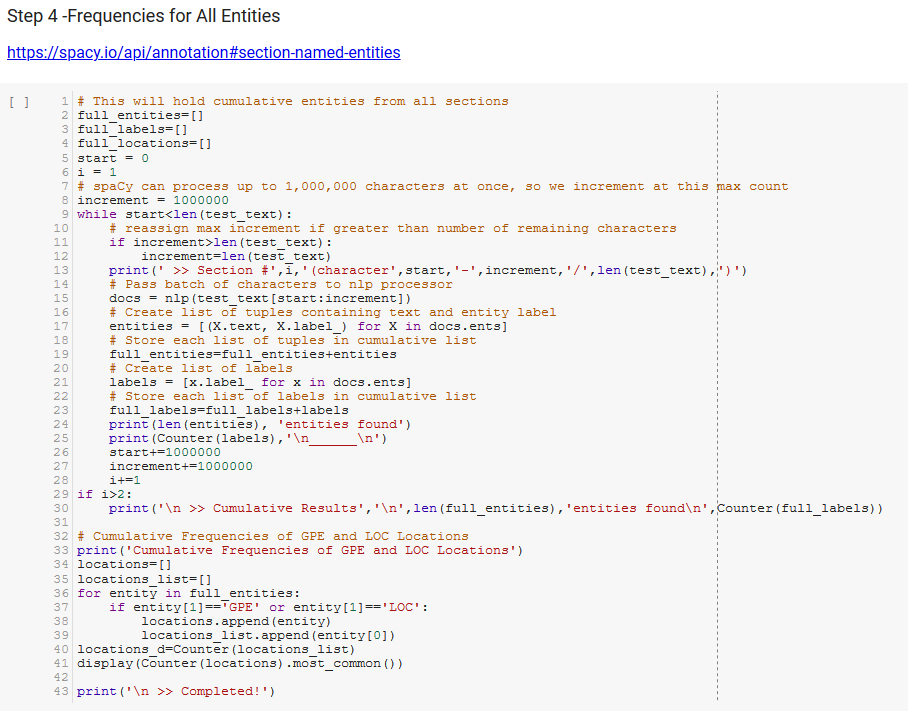 Step 4 -Frequencies for All Entities
https://spacy.io/api/annotation#section-named-entities
[ ] 1 # This will hold cumulative entities from all sections
2 full_entities=[]
3 full_labels=[]
4 full_locations=[]
5 start = 0
6 i = 1
7 # spaCy can process up to 1,000,000 characters at once, so we increment at this max count
8 increment = 1000000
9 while start<len(test_text):
10     # reassign max increment if greater than number of remaining characters
11     if increment>len(test_text):
12         increment=len(test_text)
13     print(' >> Section #',i,'(character',start,'-',increment,'/',len(test_text),')')
14     # Pass batch of characters to nlp processor
15     docs = nlp(test_text[start:increment])
16     # Create list of tuples containing text and entity label
17     entities = [(X.text, X.label_) for X in docs.ents]
18     # Store each list of tuples in cumulative list
19     full_entities=full_entities+entities
20     # Create list of labels
21     labels = [x.label_ for x in docs.ents]
22     # Store each list of labels in cumulative list
23     full_labels=full_labels+labels
24     print(len(entities), 'entities found')
25     print(Counter(labels),'\n______\n')
26     start+=1000000
27     increment+=1000000
28     i+=1
29 if i>2:
30     print('\n >> Cumulative Results','\n',len(full_entities),'entities found\n',Counter(full_labels))
31
32 # Cumulative Frequencies of GPE and LOC Locations
33 print('Cumulative Frequencies of GPE and LOC Locations')
34 locations=[]
35 locations_list=[]
36 for entity in full_entities:
37     if entity[1]=='GPE' or entity[1]=='LOC':
38         locations.append(entity)
39         locations_list.append(entity[0])
40 locations_d=Counter(locations_list)
41 display(Counter(locations).most_common())
42
43 print('\n >> Completed!')